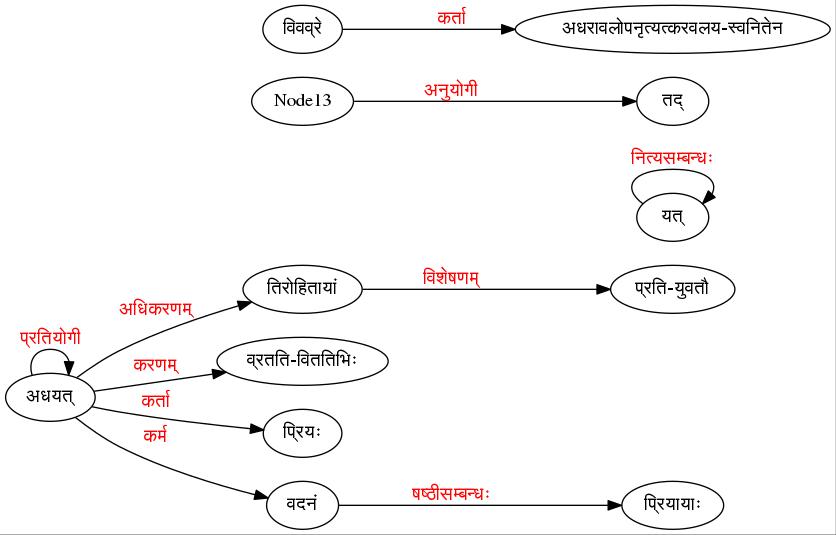 विवव्रे
कर्ता
अधरावलोपनृत्यत्करवलय-स्वनितेन
Node13
अनुयोगी
तद्
नित्यसम्बन्धः
यत्
तिरोहितायां
विशेषणम्
प्रति-युवतौ
अधिकरणम्
प्रतियोगी
करणम्
व्रतति-विततिभिः
अधयत्
कर्ता
प्रियः
कर्म
वदनं
षष्ठीसम्बन्धः
प्रियायाः